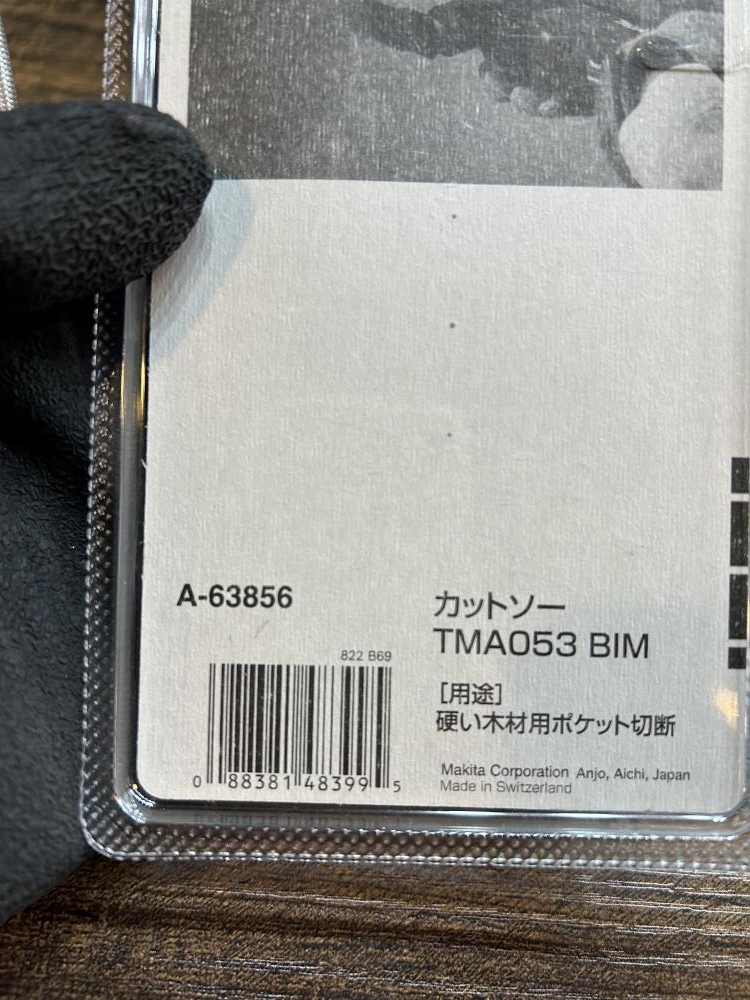 A-63856
822 B69
0 88381 48399 5
カットソー
TMA053 BIM
[用途]
硬い木材用ポケット切断
Makita Corporation Anjo, Aichi, Japan
Made in Switzerland